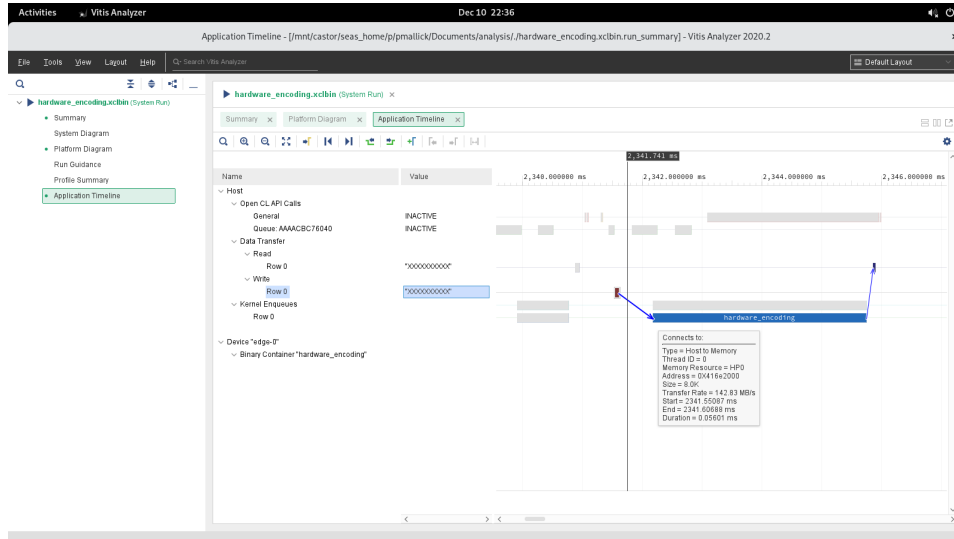 Activities Vitis Analyzer Dec 10 22:36
Application Timeline - [/mnt/castor/seas_home/p/pmallick/Documents/analysis/./hardware_encoding.xclbin.run_summary] - Vitis Analyzer 2020.2
File Tools View Layout Help Q- Search Vitis Analyzer Default Layout
hardware_encoding.xclbin (System Run)
Summary
System Diagram
Platform Diagram
Run Guidance
Profile Summary
Application Timeline
hardware_encoding.xclbin (System Run)
Summary Platform Diagram Application Timeline
2,341.741 ms
Name Value 2,340.000000 ms 2,342.000000 ms 2,344.000000 ms 2,346.000000 ms
Host
Open CL API Calls
General INACTIVE
Queue: AAAACBC76040 INACTIVE
Data Transfer
Read
Row 0 "XXXXXXXXXX"
Write
Row 0 "XXXXXXXXXX"
Kernel Enqueues
Row 0 hardware_encoding
Device "edge-0"
Binary Container "hardware_encoding"
Connects to:
Type = Host to Memory
Thread ID = 0
Memory Resource = HP0
Address = 0X416e2000
Size = 8.0K
Transfer Rate = 142.83 MB/s
Start = 2341.55087 ms
End = 2341.60688 ms
Duration = 0.05601 ms